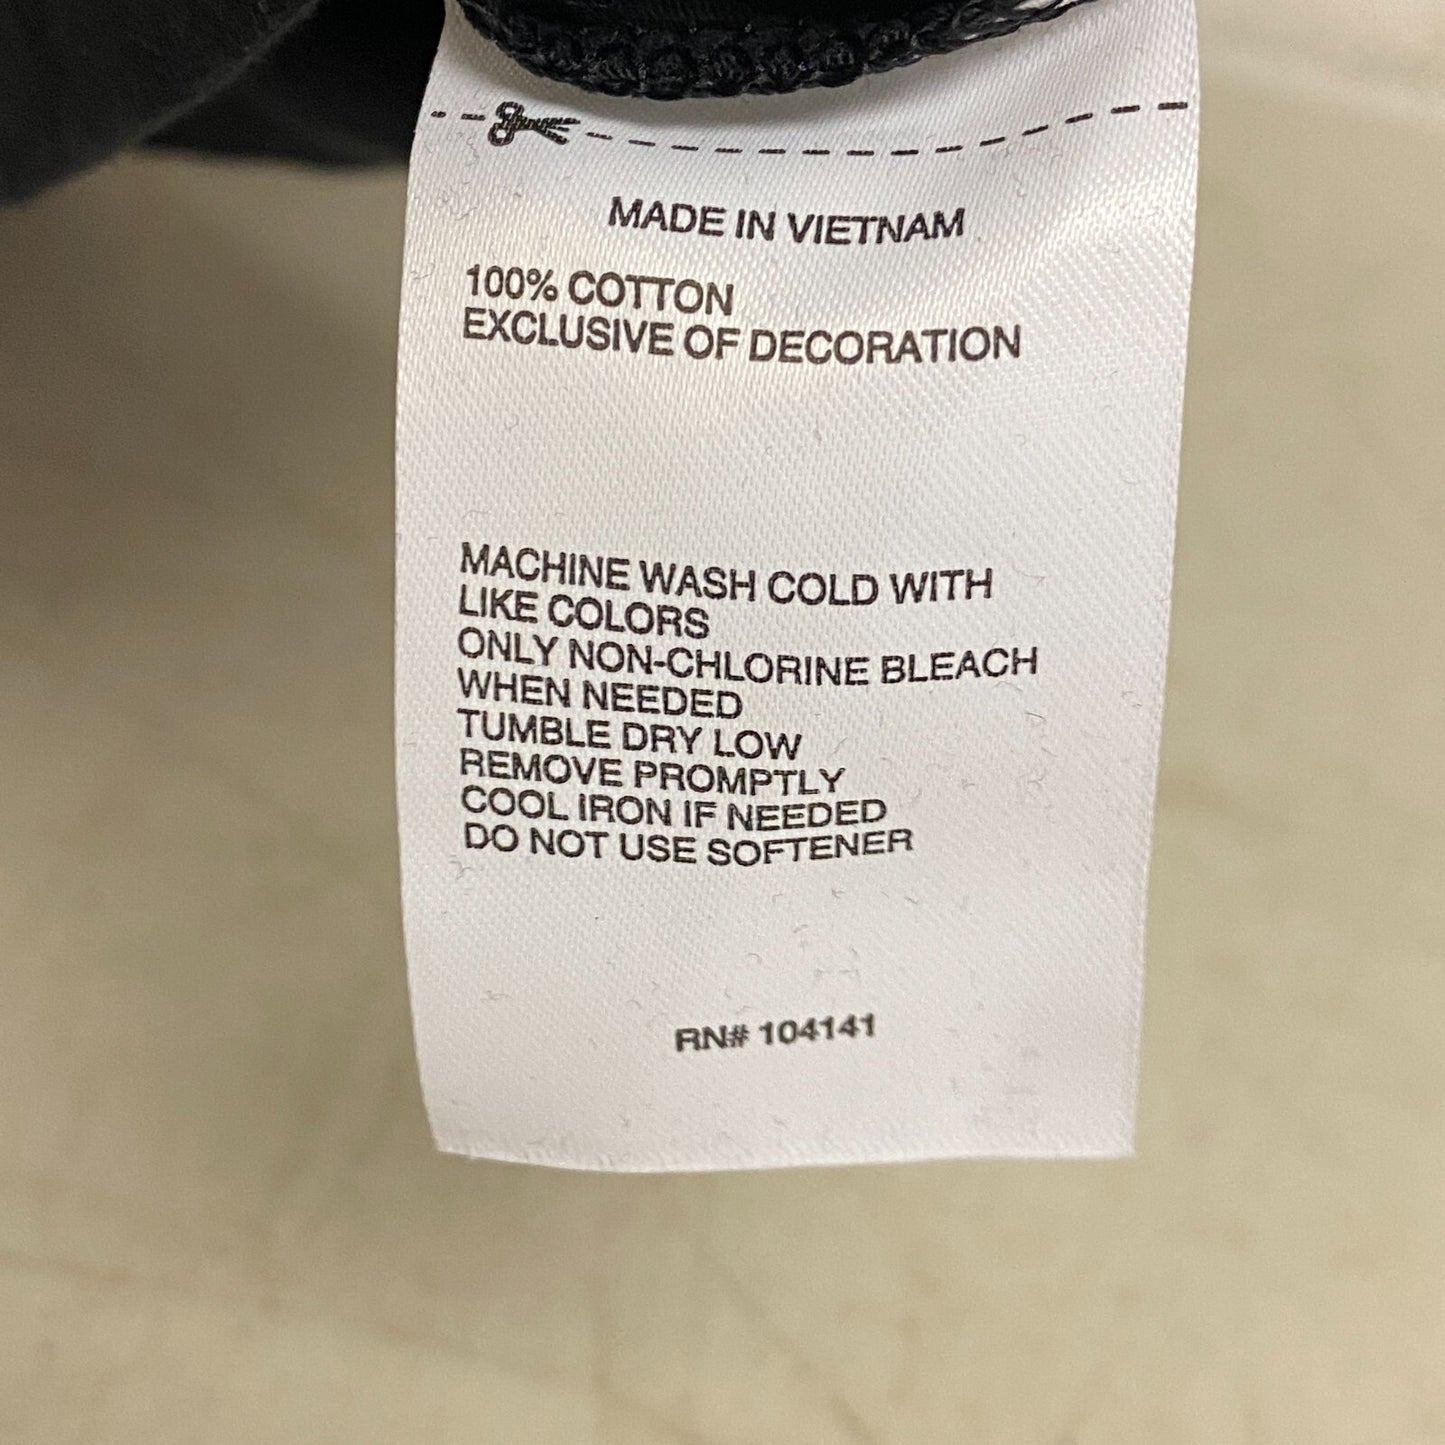 MADE IN VIETNAM
100% COTTON
EXCLUSIVE OF DECORATION
MACHINE WASH COLD WITH
LIKE COLORS
ONLY NON-CHLORINE BLEACH
WHEN NEEDED
TUMBLE DRY LOW
REMOVE PROMPTLY
COOL IRON IF NEEDED
DO NOT USE SOFTENER
RN# 104141